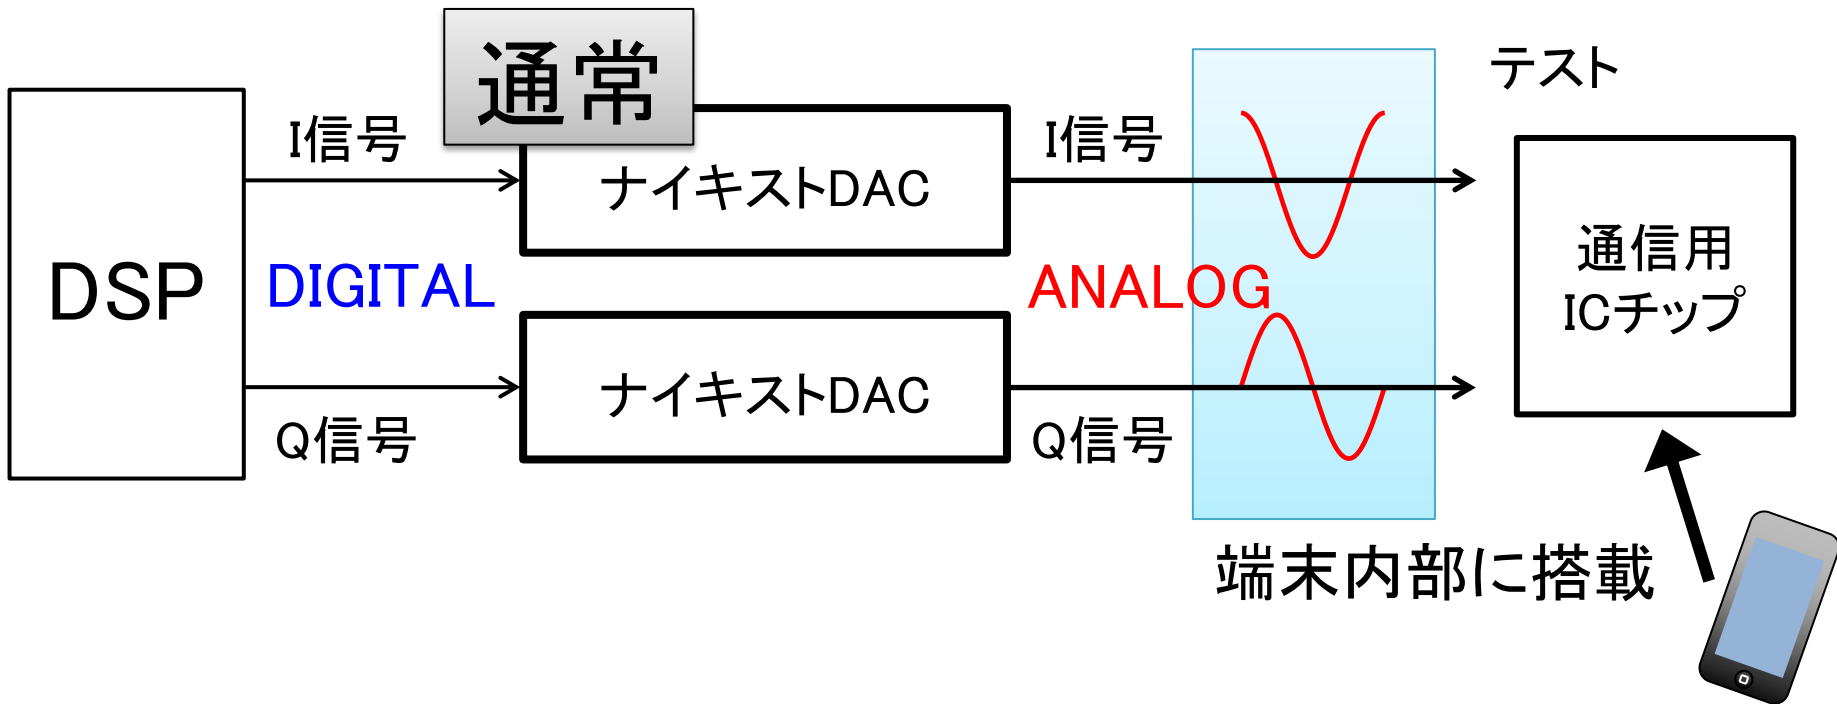 通常
テスト
I信号
I信号
ナイキストDAC
DSP
DIGITAL
ANALOG
通信用
ICチップ
ナイキストDAC
Q信号
Q信号
端末内部に搭載